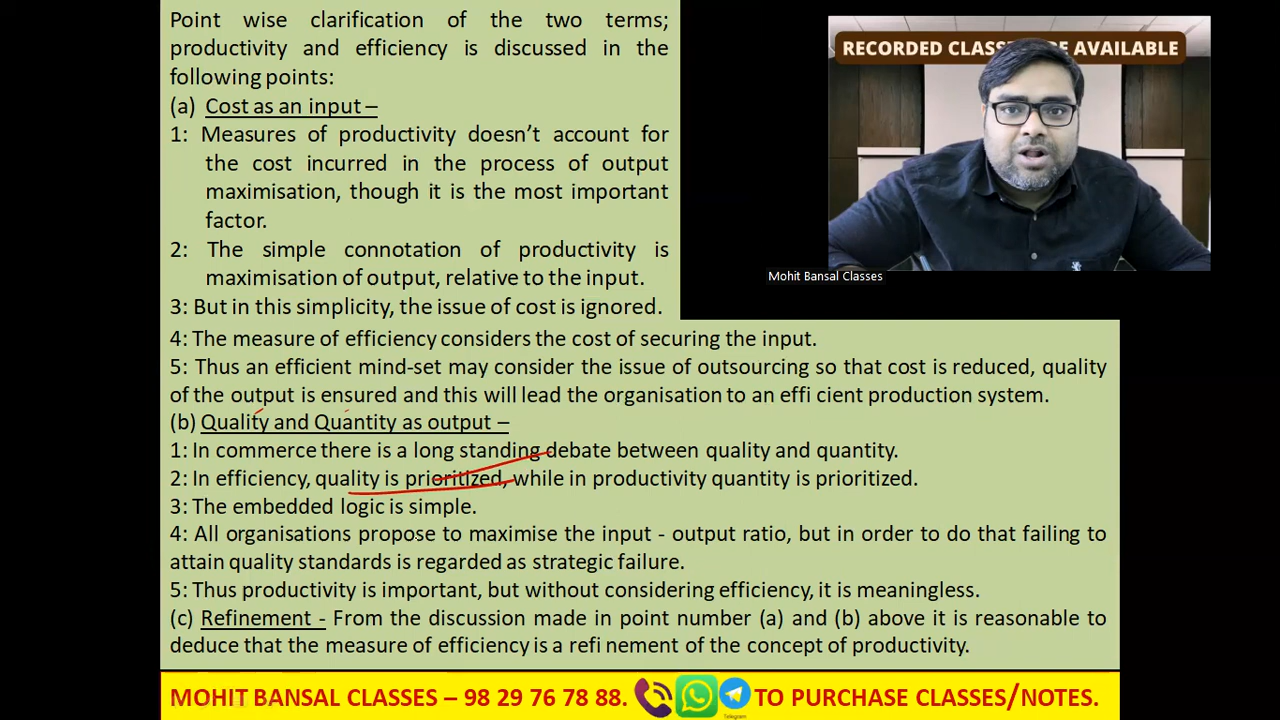 Point wise clarification of the two terms;
productivity and efficiency is discussed in the
following points:
(a) Cost as an input –
1: Measures of productivity doesn’t account for
the cost incurred in the process of output
maximisation, though it is the most important
factor.
2: The simple connotation of productivity is
maximisation of output, relative to the input.
3: But in this simplicity, the issue of cost is ignored.
RECORDED CLASS E AVAILABLE
Mohit Bansal Classes
4: The measure of efficiency considers the cost of securing the input.
5: Thus an efficient mind-set may consider the issue of outsourcing so that cost is reduced, quality
of the output is ensured and this will lead the organisation to an effi cient production system.
(b) Quality and Quantity as output –
1: In commerce there is a long standing debate between quality and quantity.
2: In efficiency, quality is prioritized, while in productivity quantity is prioritized.
3: The embedded logic is simple.
4: All organisations propose to maximise the input - output ratio, but in order to do that failing to
attain quality standards is regarded as strategic failure.
5: Thus productivity is important, but without considering efficiency, it is meaningless.
(c) Refinement - From the discussion made in point number (a) and (b) above it is reasonable to
deduce that the measure of efficiency is a refi nement of the concept of productivity.
MOHIT BANSAL CLASSES – 98 29 76 78 88. TO PURCHASE CLASSES/NOTES.
Telegram